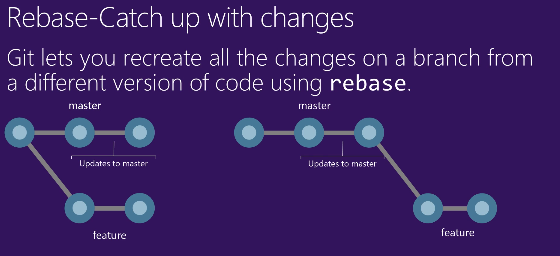 Rebase-Catch up with changes
Git lets you recreate all the changes on a branch from
a different version of code using rebase.
master
Updates to master
feature
master
Updates to master
feature